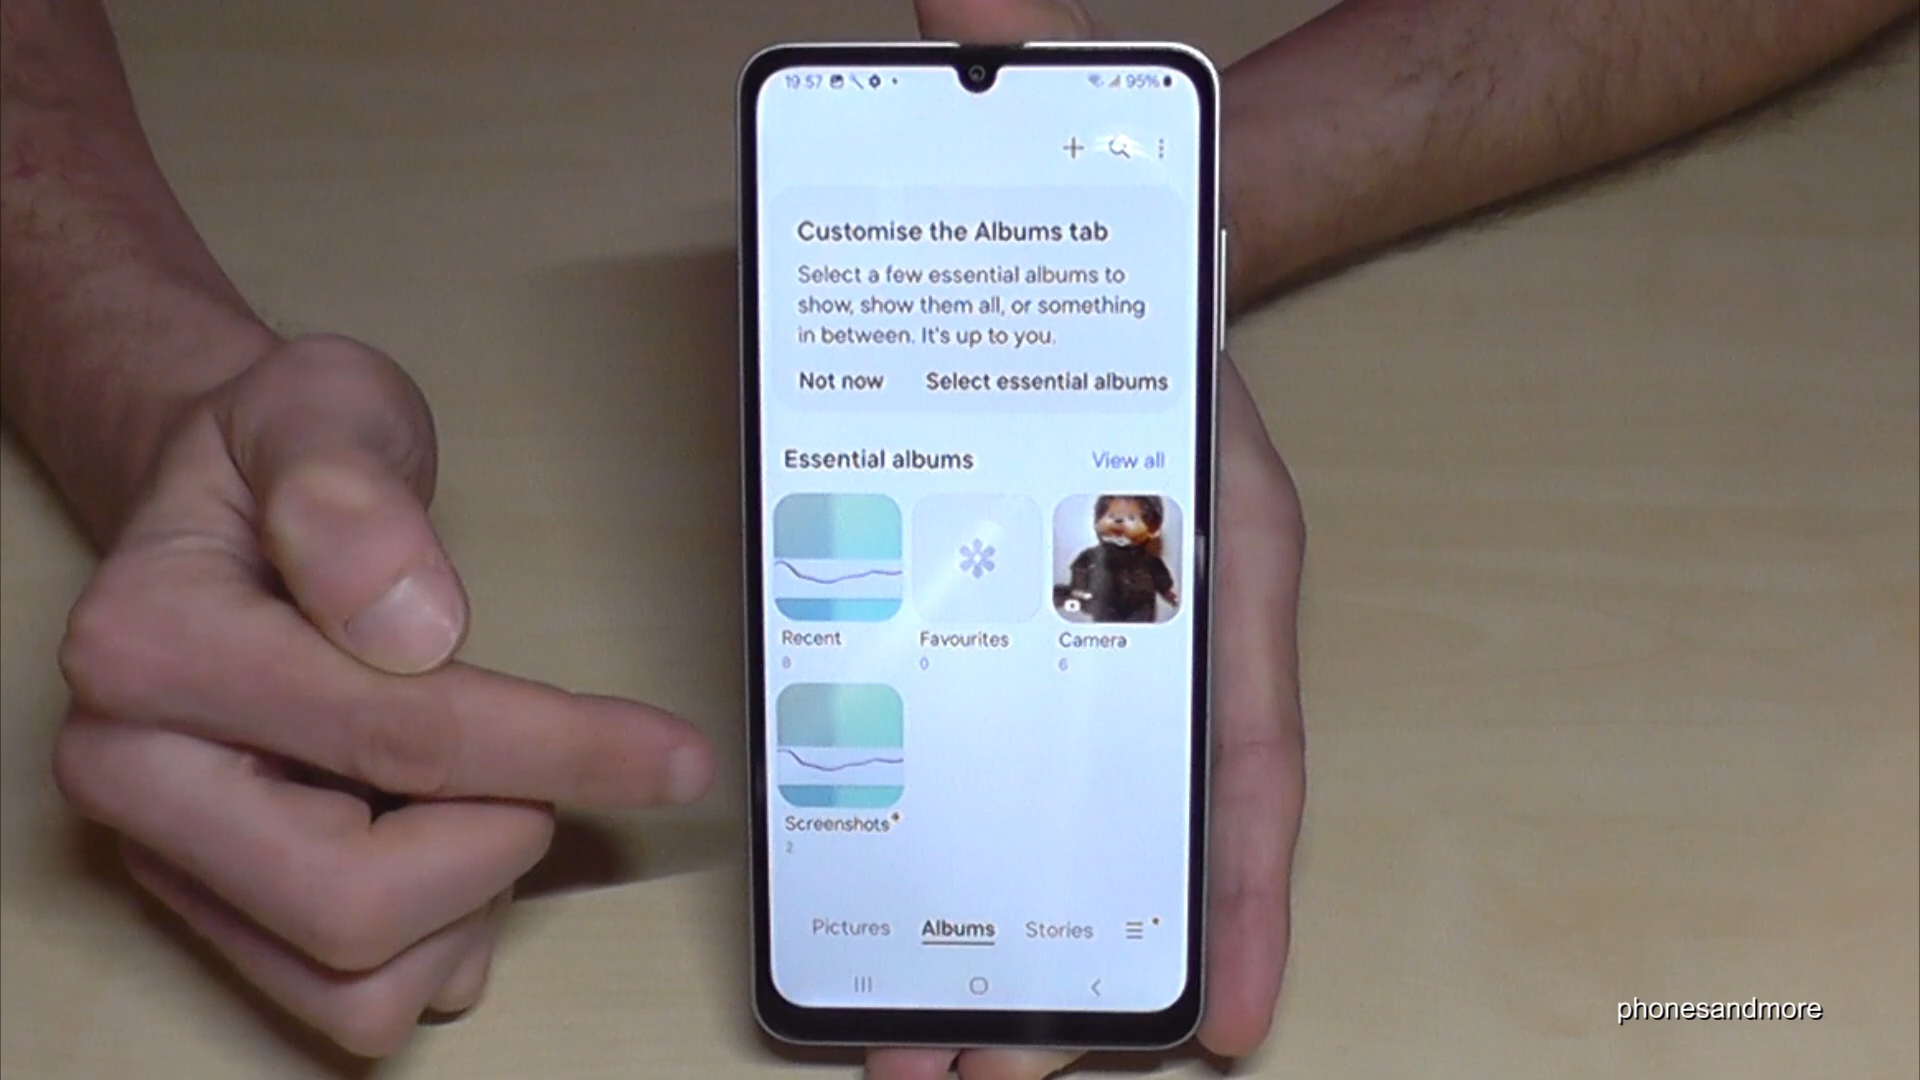 19:57
95%
Customise the Albums tab
Select a few essential albums to
show, show them all, or something
in between. It's up to you.
Not now Select essential albums
Essential albums View all
Recent Favourites Camera
8 0 6
Screenshots
2
Pictures Albums Stories
phonesandmore